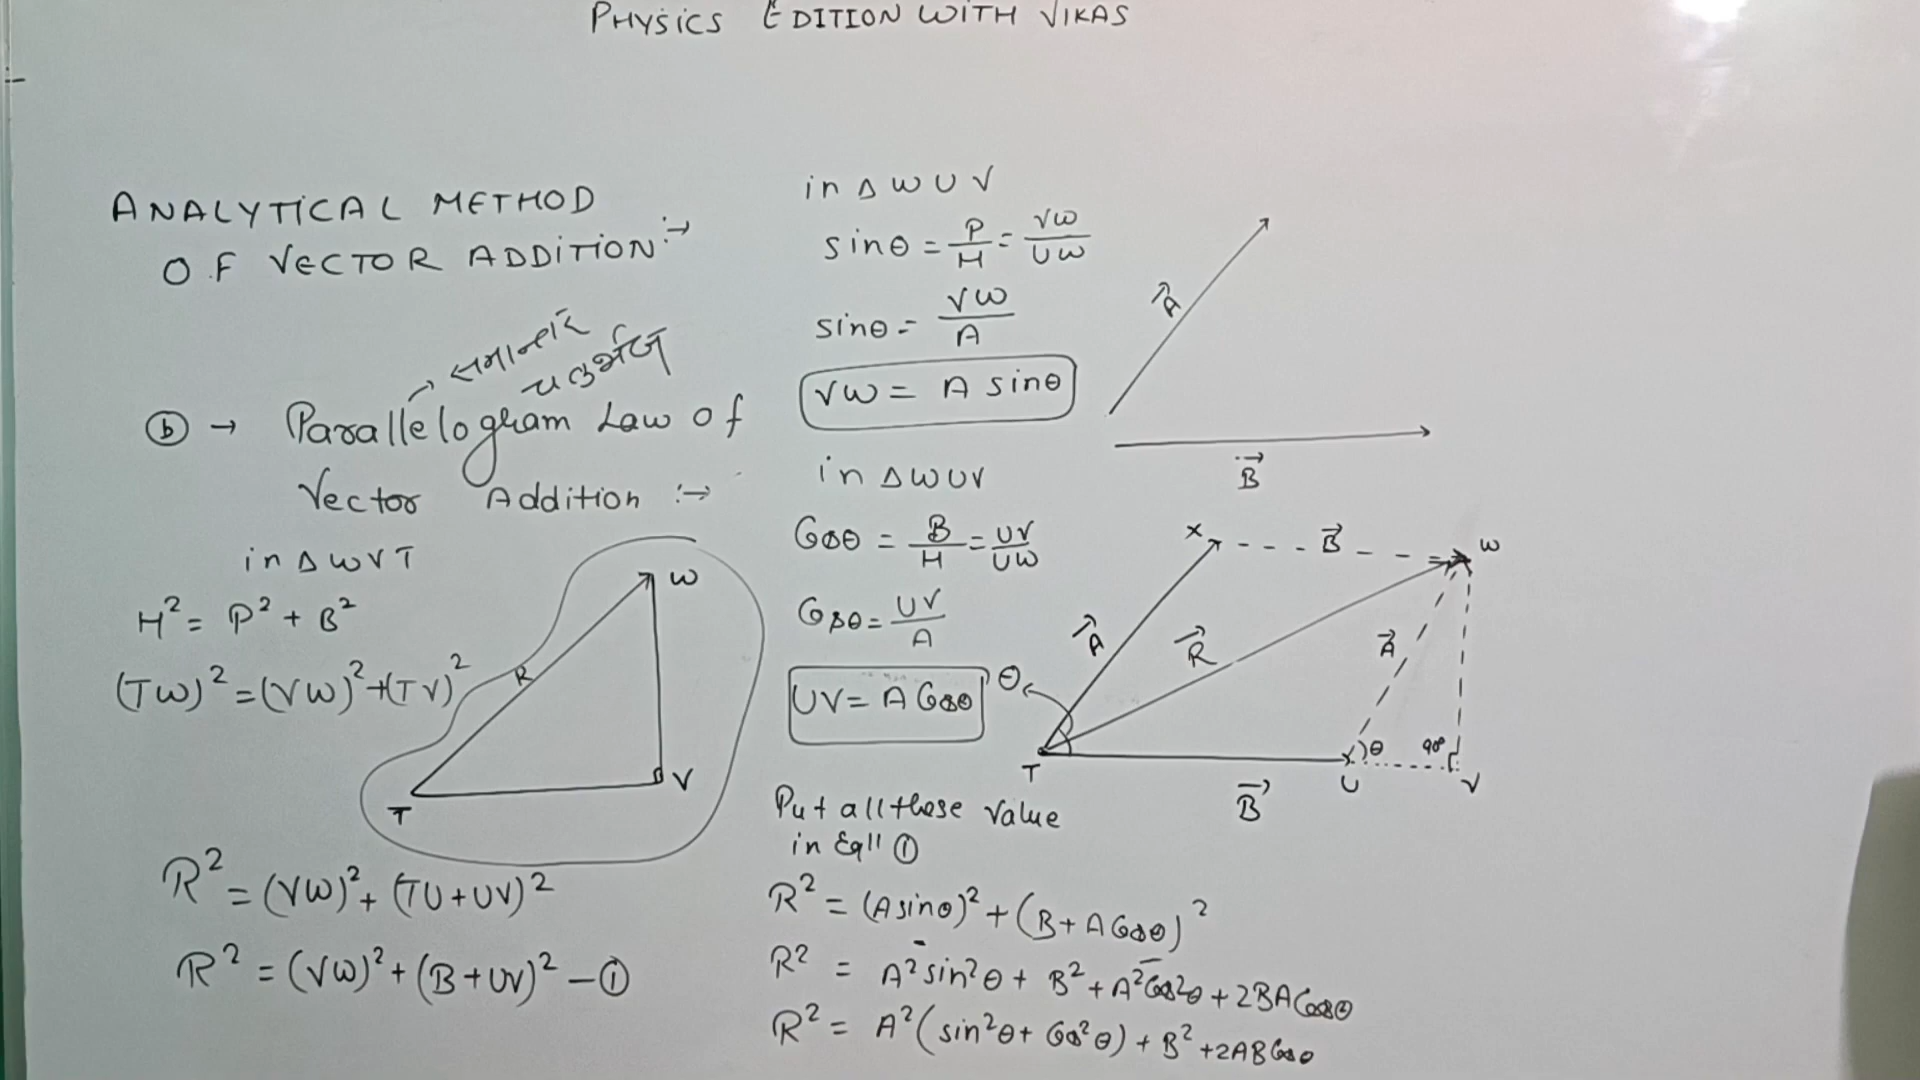 PHYSICS EDITION WITH VIKAS
:-
ANALYTICAL METHOD
OF VECTOR ADDITION :→
→ समान्तर
चतुर्भुज
ⓑ → Parallelogram Law of
Vector Addition :→
in Δ WVT
H² = P² + B²
(TW)² = (VW)² + (TV)²
W
R
T
V
R² = (VW)² + (TU + UV)²
R² = (VW)² + (B + UV)² – ①
in Δ WUV
sinθ = P/H = VW/UW
sinθ = VW/A
VW = A sinθ
in Δ WUV
Cosθ = B/H = UV/UW
Cosθ = UV/A
UV = A Cosθ
Put all these value
in Eqⁿ ①
R² = (A sinθ)² + (B + A Cosθ)²
R² = A² sin²θ + B² + A² Cos²θ + 2BA Cosθ
R² = A² (sin²θ + Cos²θ) + B² + 2AB Cosθ
A⃗
B⃗
X
B⃗
W
A⃗
R⃗
A⃗
θ
θ
90°
T
B⃗
U
V